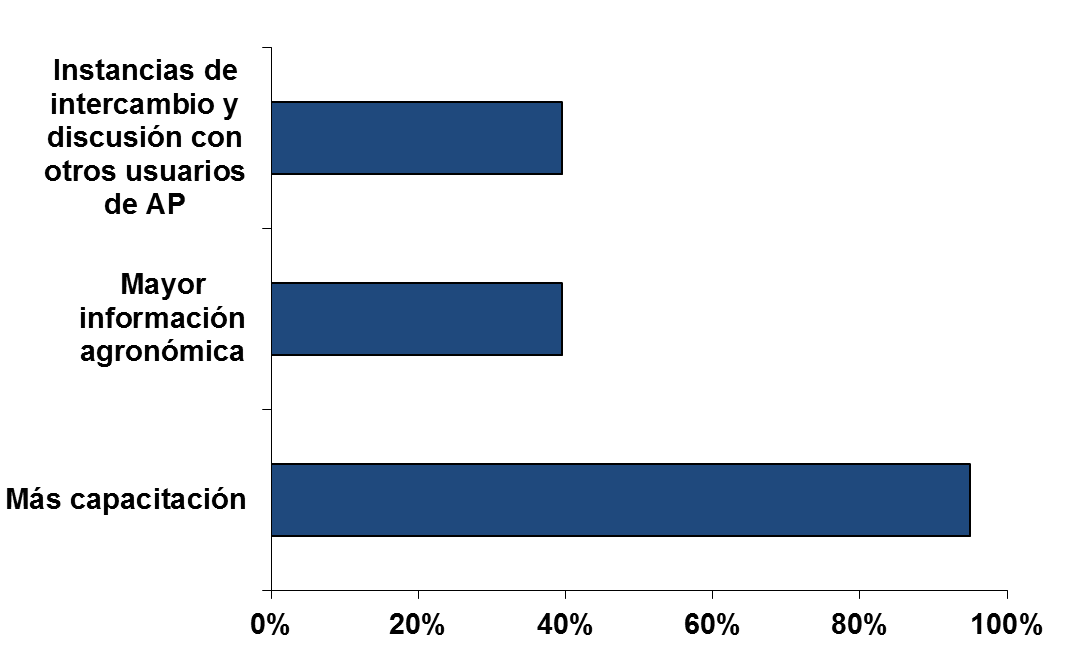 Instancias de
intercambio y
discusión con
otros usuarios
de AP
Mayor
información
agronómica
Más capacitación
0% 20% 40% 60% 80% 100%